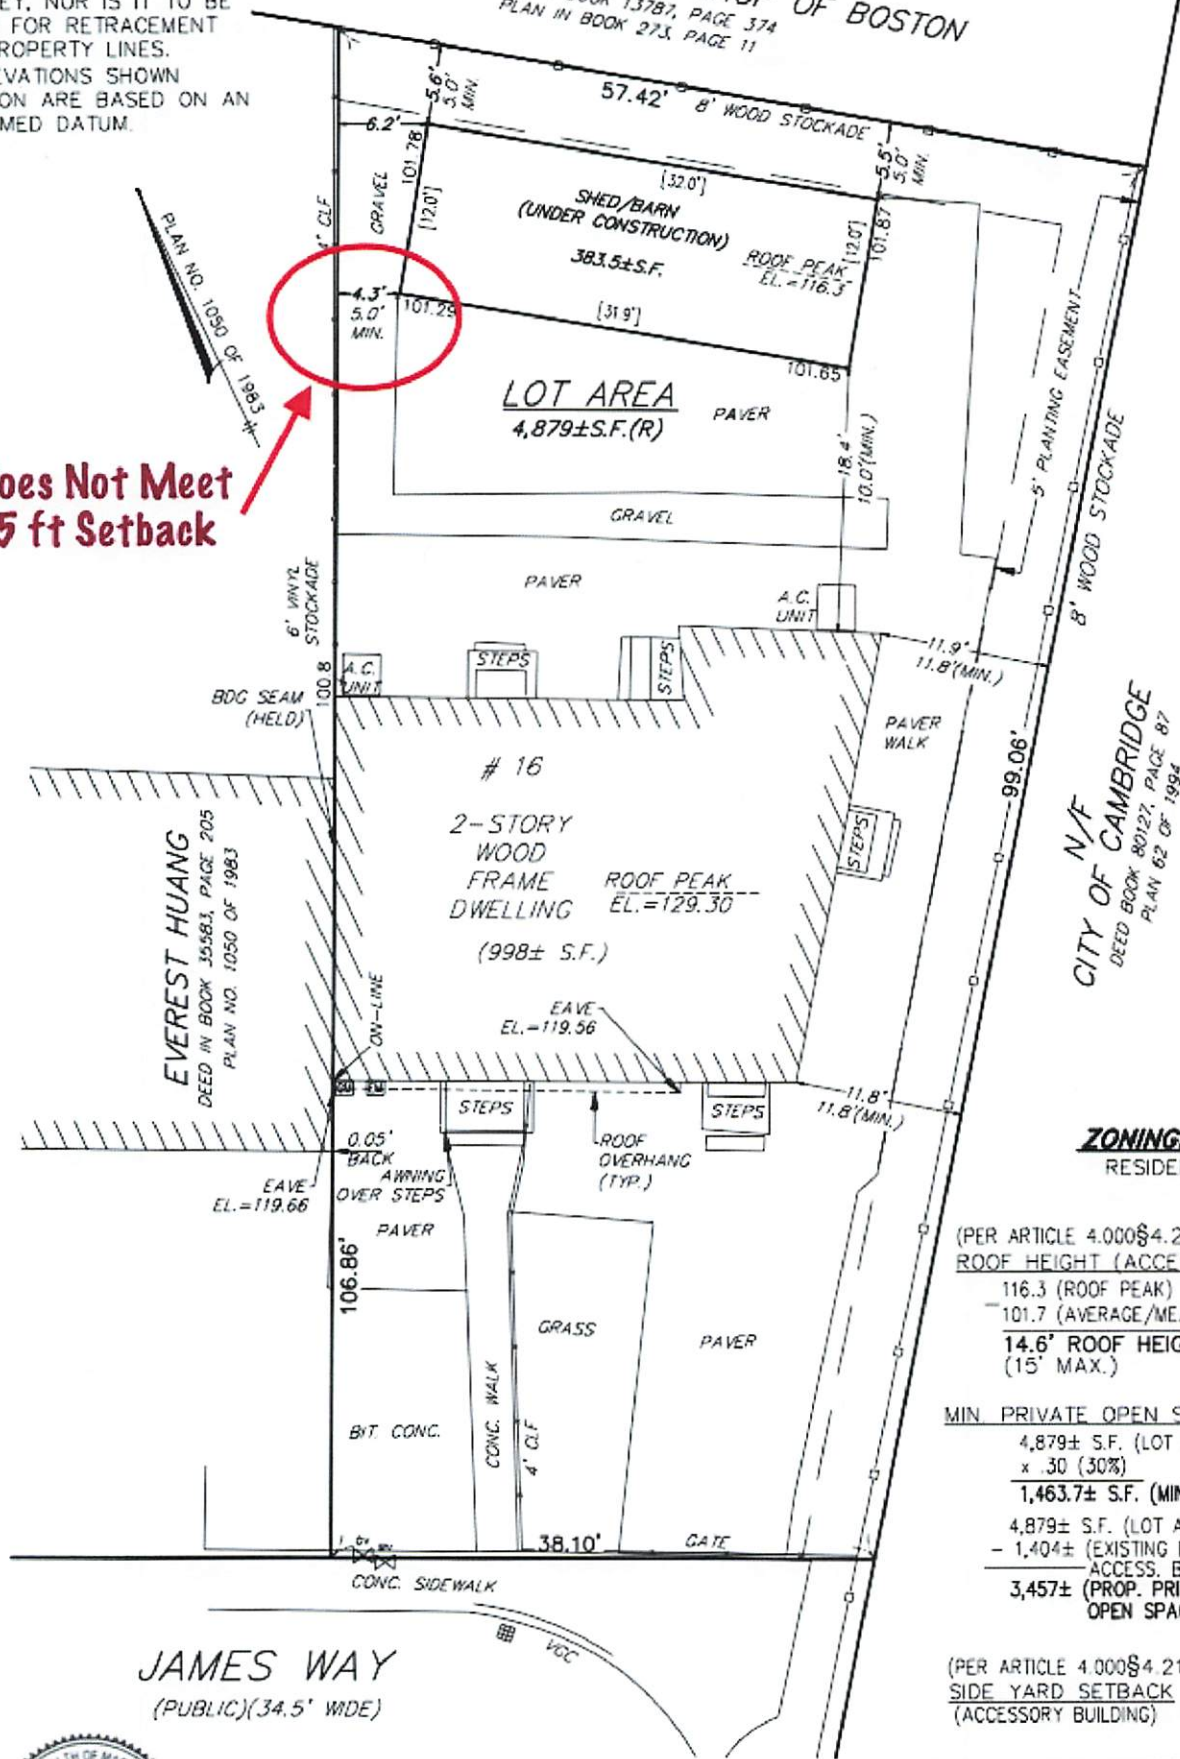 EY, NOR IS IT TO BE
FOR RETRACEMENT
ROPERTY LINES.
EVATIONS SHOWN
ON ARE BASED ON AN
MED DATUM.
OF BOSTON
13787, PAGE 374
PLAN IN BOOK 273, PAGE 11
57.42'
8' WOOD STOCKADE
5.6'
5.0'
MIN.
6.2'
101.78
[12.0']
GRAVEL
4' CLF
[32.0']
SHED/BARN
(UNDER CONSTRUCTION)
383.5±S.F.
ROOF PEAK
EL.=116.3
[12.0']
101.87
5.5'
5.0'
MIN.
PLAN NO. 1050 OF 1983
4.3'
5.0'
MIN.
101.29
[31.9']
101.65
LOT AREA
4,879±S.F.(R)
PAVER
18.4'
10.0'(MIN.)
5' PLANTING EASEMENT
8' WOOD STOCKADE
oes Not Meet
5 ft Setback
GRAVEL
PAVER
6' VINYL
STOCKADE
100.8
A.C.
UNIT
STEPS
STEPS
A.C.
UNIT
11.9'
11.8'(MIN.)
BDG SEAM
(HELD)
PAVER
WALK
99.06'
N/F
CITY OF CAMBRIDGE
DEED BOOK 80127, PAGE 87
PLAN 62 OF 1994
# 16
2-STORY
WOOD
FRAME
DWELLING
(998± S.F.)
ROOF PEAK
EL.=129.30
STEPS
EVEREST HUANG
DEED IN BOOK 35583, PAGE 205
PLAN NO. 1050 OF 1983
ON-LINE
EAVE
EL.=119.56
STEPS
STEPS
11.8'
11.8'(MIN.)
0.05'
BACK
AWNING
OVER STEPS
ROOF
OVERHANG
(TYP.)
EAVE
EL.=119.66
PAVER
106.86'
GRASS
PAVER
BIT. CONC.
CONC. WALK
4' CLF
38.10'
GATE
CONC. SIDEWALK
VGC
JAMES WAY
(PUBLIC)(34.5' WIDE)
ZONING
RESIDE
(PER ARTICLE 4.000§4.2
ROOF HEIGHT (ACCE
116.3 (ROOF PEAK)
- 101.7 (AVERAGE/ME
14.6' ROOF HEIG
(15' MAX.)
MIN. PRIVATE OPEN S
4,879± S.F. (LOT
x .30 (30%)
1,463.7± S.F. (MIN
4,879± S.F. (LOT A
- 1,404± (EXISTING
ACCESS. B
3,457± (PROP. PRI
OPEN SPA
(PER ARTICLE 4.000§4.21
SIDE YARD SETBACK
(ACCESSORY BUILDING)